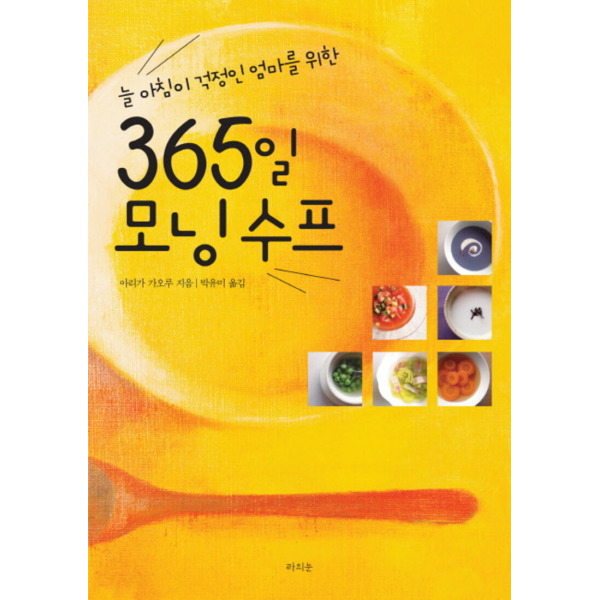 늘 아침이 걱정인 엄마를 위한
365일
모닝 수프
아리가 가오루 지음 | 박유미 옮김
라의눈